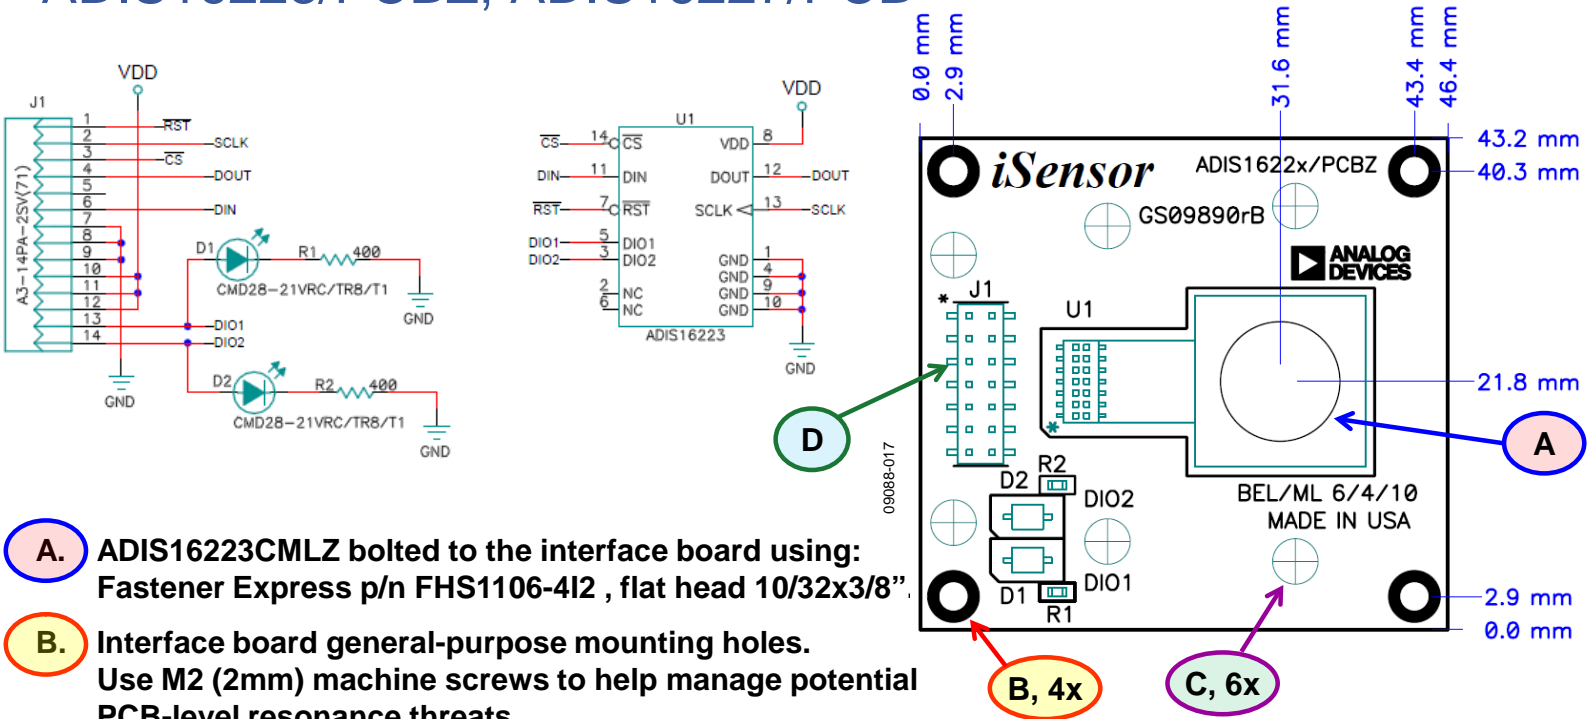 VDD
J1
A3-14PA-2SV(71)
1 RST
2 SCLK
3 CS
4 DOUT
5
6 DIN
7
8
9
10
11
12
13 DIO1
14 DIO2
GND
D1
R1 400
CMD28-21VRC/TR8/T1
GND
D2
R2 400
CMD28-21VRC/TR8/T1
GND
VDD
U1
CS 14 CS VDD 8
DIN 11 DIN DOUT 12 DOUT
RST 7 RST SCLK 13 SCLK
DIO1 5 DIO1
DIO2 3 DIO2 GND 1
GND 4
2 NC GND 9
6 NC GND 10
ADIS16223
GND
0.0 mm
2.9 mm
31.6 mm
43.4 mm
46.4 mm
43.2 mm
40.3 mm
21.8 mm
2.9 mm
0.0 mm
iSensor
ADIS1622x/PCBZ
GS09890rB
ANALOG
DEVICES
* J1
U1
*
R2
D2
DIO2
D1
DIO1
R1
BEL/ML 6/4/10
MADE IN USA
09088-017
D
A
B, 4x
C, 6x
A. ADIS16223CMLZ bolted to the interface board using:
Fastener Express p/n FHS1106-4I2 , flat head 10/32x3/8”.
B. Interface board general-purpose mounting holes.
Use M2 (2mm) machine screws to help manage potential
PCB-level resonance threats